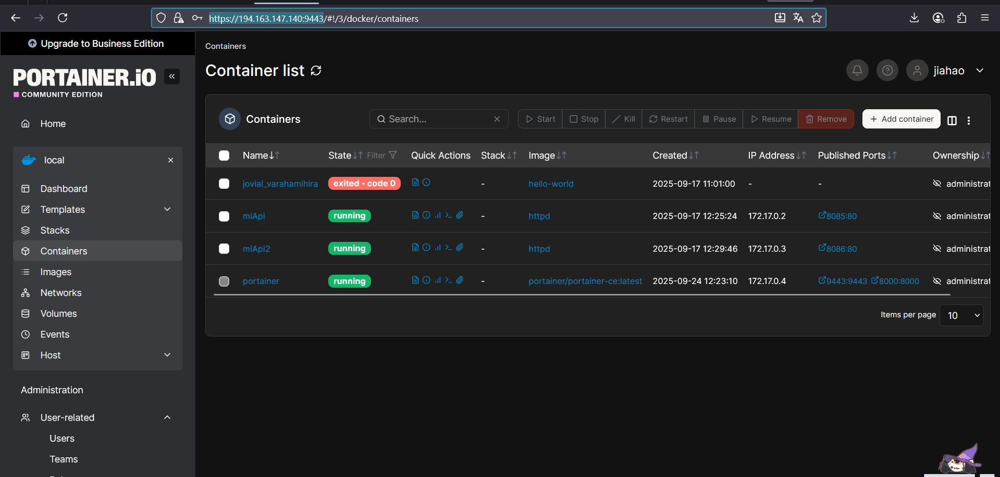 https://194.163.147.140:9443/#!/3/docker/containers
Upgrade to Business Edition
PORTAINER.iO
COMMUNITY EDITION
Home
local
Dashboard
Templates
Stacks
Containers
Images
Networks
Volumes
Events
Host
Administration
User-related
Users
Teams
Containers
Container list
jiahao
Containers
Search...
Start Stop Kill Restart Pause Resume Remove
Add container
Name State Filter Quick Actions Stack Image Created IP Address Published Ports Ownership
jovial_varahamihira exited - code 0 - hello-world 2025-09-17 11:01:00 - - administrat
miApi running - httpd 2025-09-17 12:25:24 172.17.0.2 8085:80 administrat
miApi2 running - httpd 2025-09-17 12:29:46 172.17.0.3 8086:80 administrat
portainer running - portainer/portainer-ce:latest 2025-09-24 12:23:10 172.17.0.4 9443:9443 8000:8000 administrat
Items per page 10